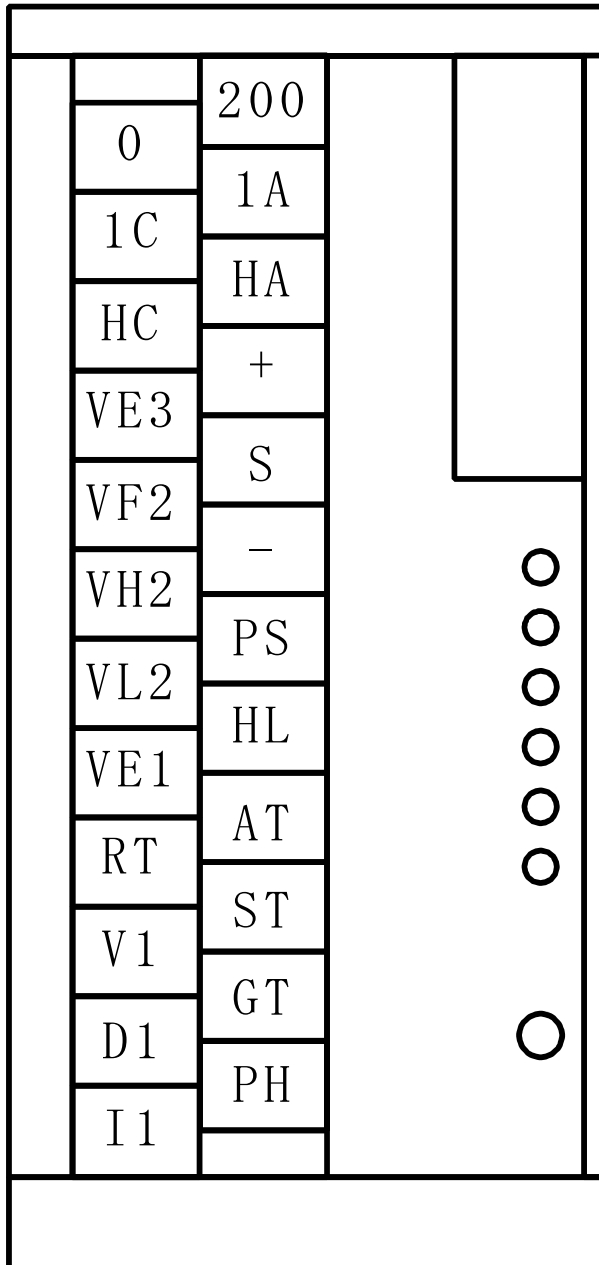 200
0
1A
1C
HA
HC
+
VE3
S
VF2
-
VH2
PS
VL2
HL
VE1
AT
RT
ST
V1
GT
D1
PH
I1